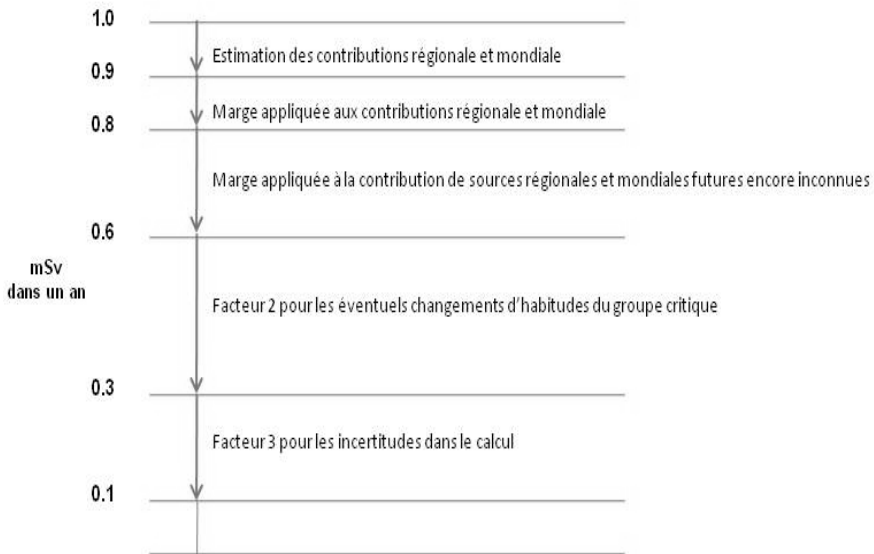 1.0
Estimation des contributions régionale et mondiale
0.9
Marge appliquée aux contributions régionale et mondiale
0.8
Marge appliquée à la contribution de sources régionales et mondiales futures encore inconnues
0.6
mSv
dans un an
Facteur 2 pour les éventuels changements d'habitudes du groupe critique
0.3
Facteur 3 pour les incertitudes dans le calcul
0.1